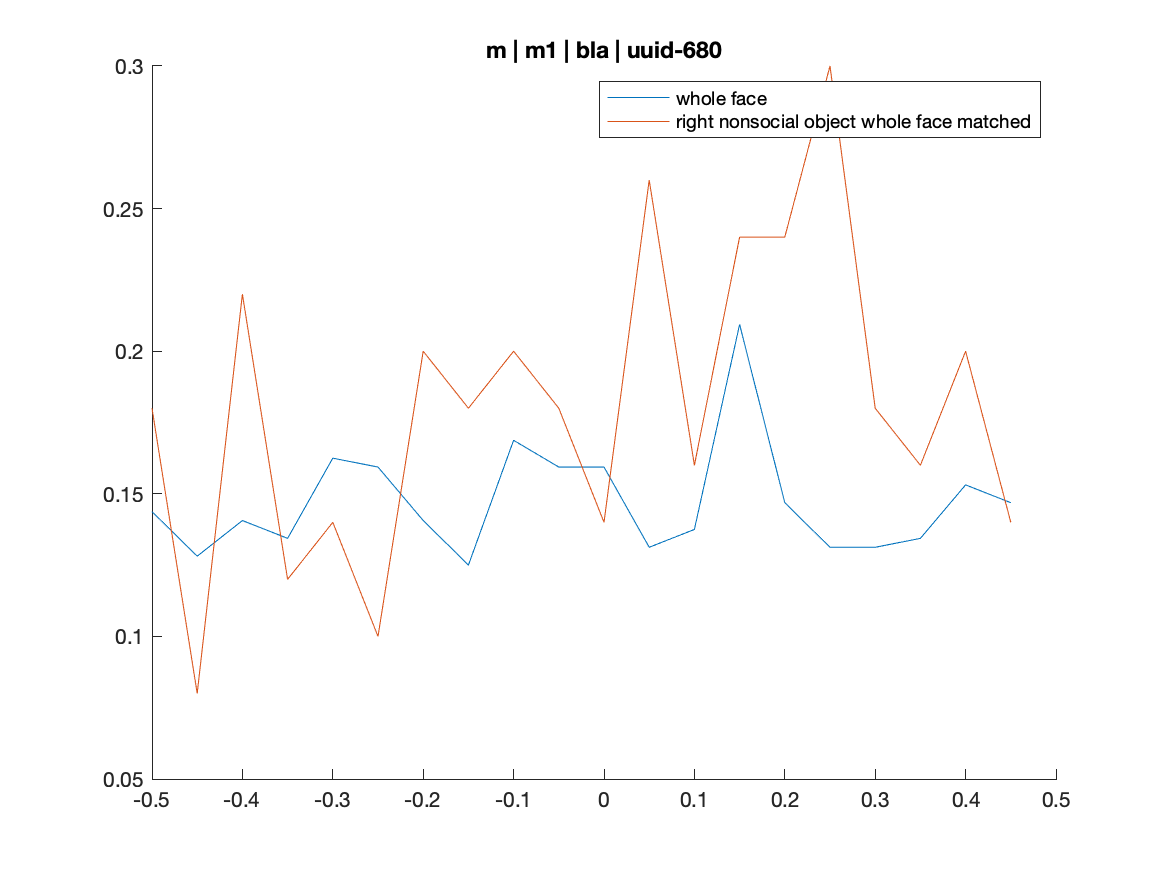 m | m1 | bla | uuid-680
whole face
right nonsocial object whole face matched
0.3
0.25
0.2
0.15
0.1
0.05
-0.5 -0.4 -0.3 -0.2 -0.1 0 0.1 0.2 0.3 0.4 0.5